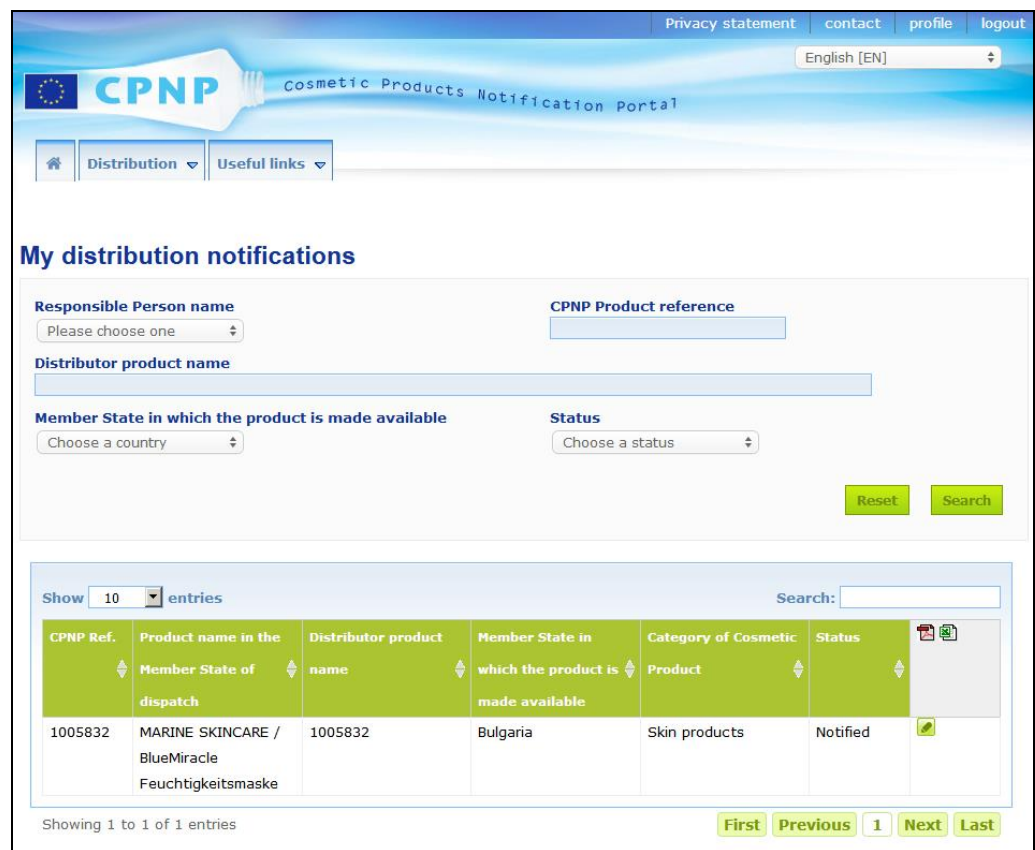 Privacy statement contact profile logout
English [EN]
CPNP Cosmetic Products Notification Portal
Distribution Useful links
My distribution notifications
Responsible Person name CPNP Product reference
Please choose one
Distributor product name
Member State in which the product is made available Status
Choose a country Choose a status
Reset Search
Show 10 entries Search:
CPNP Ref. Product name in the Distributor product Member State in Category of Cosmetic Status
Member State of name which the product is Product
dispatch made available
1005832 MARINE SKINCARE / 1005832 Bulgaria Skin products Notified
BlueMiracle
Feuchtigkeitsmaske
Showing 1 to 1 of 1 entries First Previous 1 Next Last